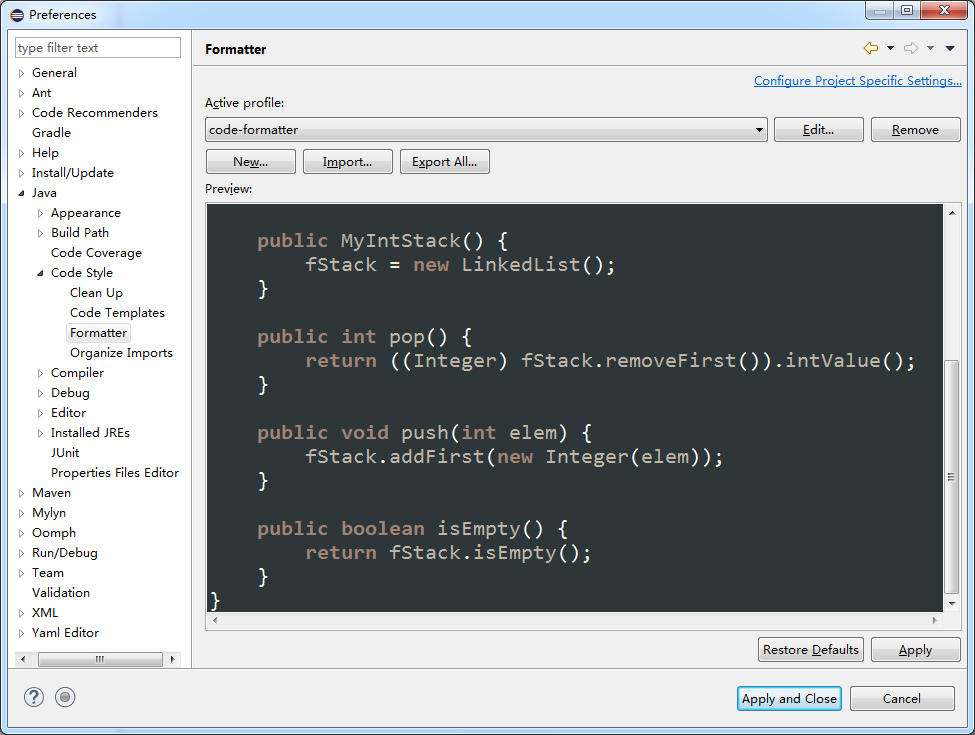 Preferences
type filter text
General
Ant
Code Recommenders
Gradle
Help
Install/Update
Java
Appearance
Build Path
Code Coverage
Code Style
Clean Up
Code Templates
Formatter
Organize Imports
Compiler
Debug
Editor
Installed JREs
JUnit
Properties Files Editor
Maven
Mylyn
Oomph
Run/Debug
Team
Validation
XML
Yaml Editor
Formatter
Configure Project Specific Settings...
Active profile:
code-formatter
Edit...
Remove
New...
Import...
Export All...
Preview:
    public MyIntStack() {
        fStack = new LinkedList();
    }
    public int pop() {
        return ((Integer) fStack.removeFirst()).intValue();
    }
    public void push(int elem) {
        fStack.addFirst(new Integer(elem));
    }
    public boolean isEmpty() {
        return fStack.isEmpty();
    }
}
Restore Defaults
Apply
?
Apply and Close
Cancel